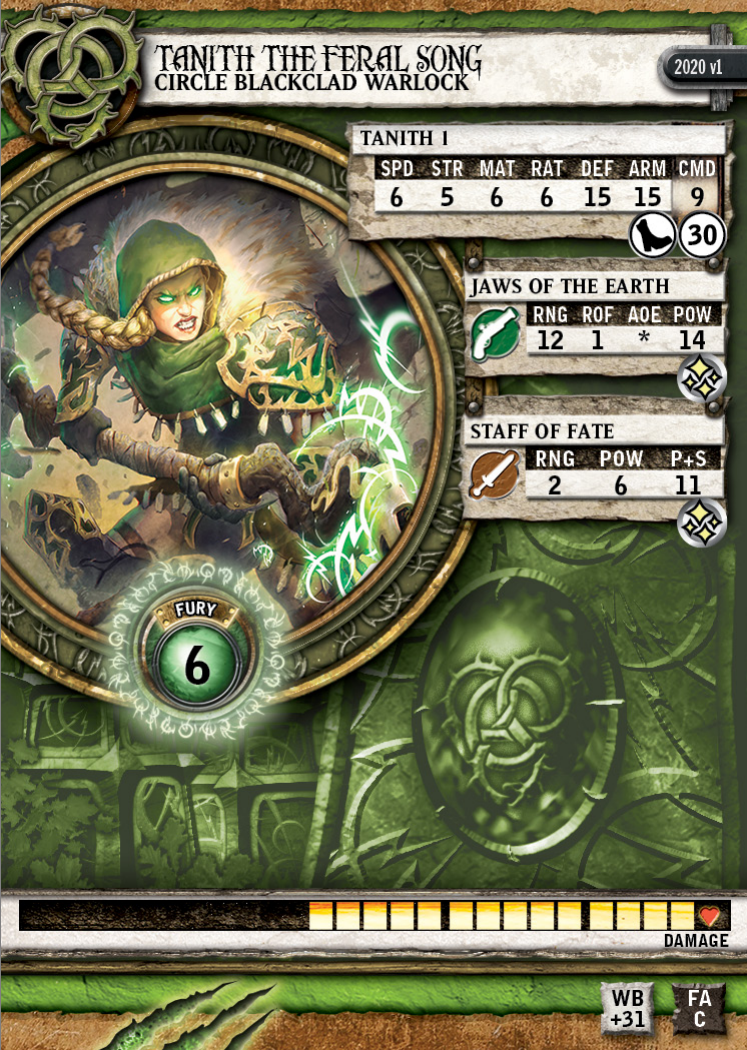 TANITH THE FERAL SONG
CIRCLE BLACKCLAD WARLOCK
2020 v1
TANITH 1
SPD STR MAT RAT DEF ARM CMD
6 5 6 6 15 15 9
30
JAWS OF THE EARTH
RNG ROF AOE POW
12 1 * 14
STAFF OF FATE
RNG POW P+S
2 6 11
FURY
6
DAMAGE
WB
+31
FA
C